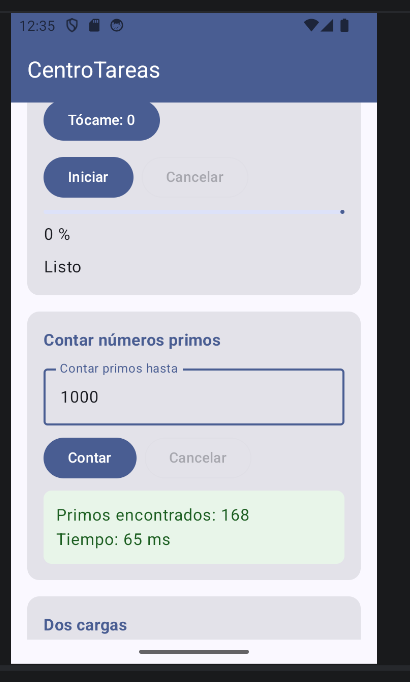 12:35
CentroTareas
Tócame: 0
Iniciar Cancelar
0 %
Listo
Contar números primos
Contar primos hasta
1000
Contar Cancelar
Primos encontrados: 168
Tiempo: 65 ms
Dos cargas